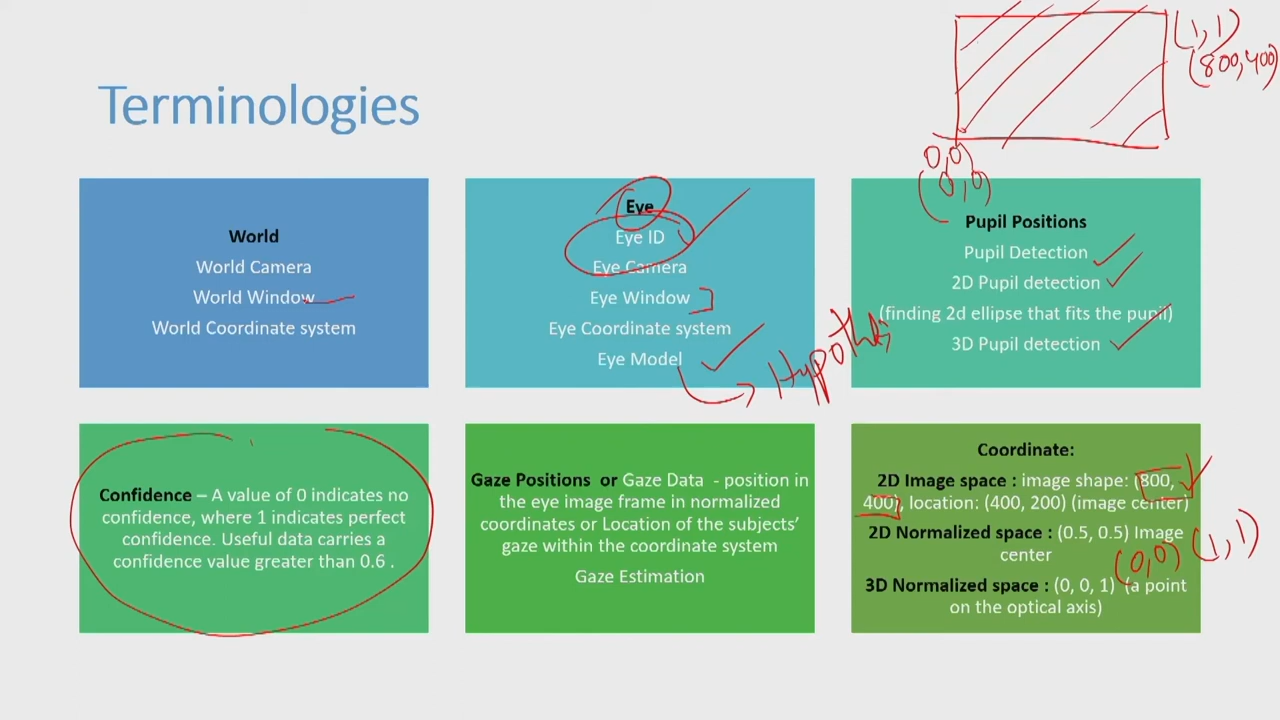 Terminologies
(1,1)
(800,400)
0,0
(0,0)
World
World Camera
World Window
World Coordinate system
Eye
Eye ID
Eye Camera
Eye Window
Eye Coordinate system
Eye Model
Pupil Positions
Pupil Detection
2D Pupil detection
(finding 2d ellipse that fits the pupil)
3D Pupil detection
Confidence – A value of 0 indicates no
confidence, where 1 indicates perfect
confidence. Useful data carries a
confidence value greater than 0.6 .
Gaze Positions or Gaze Data - position in
the eye image frame in normalized
coordinates or Location of the subjects’
gaze within the coordinate system
Gaze Estimation
Coordinate:
2D Image space : image shape: (800,
400), location: (400, 200) (image center)
2D Normalized space : (0.5, 0.5) Image
center
(0,0) (1,1)
3D Normalized space : (0, 0, 1) (a point
on the optical axis)